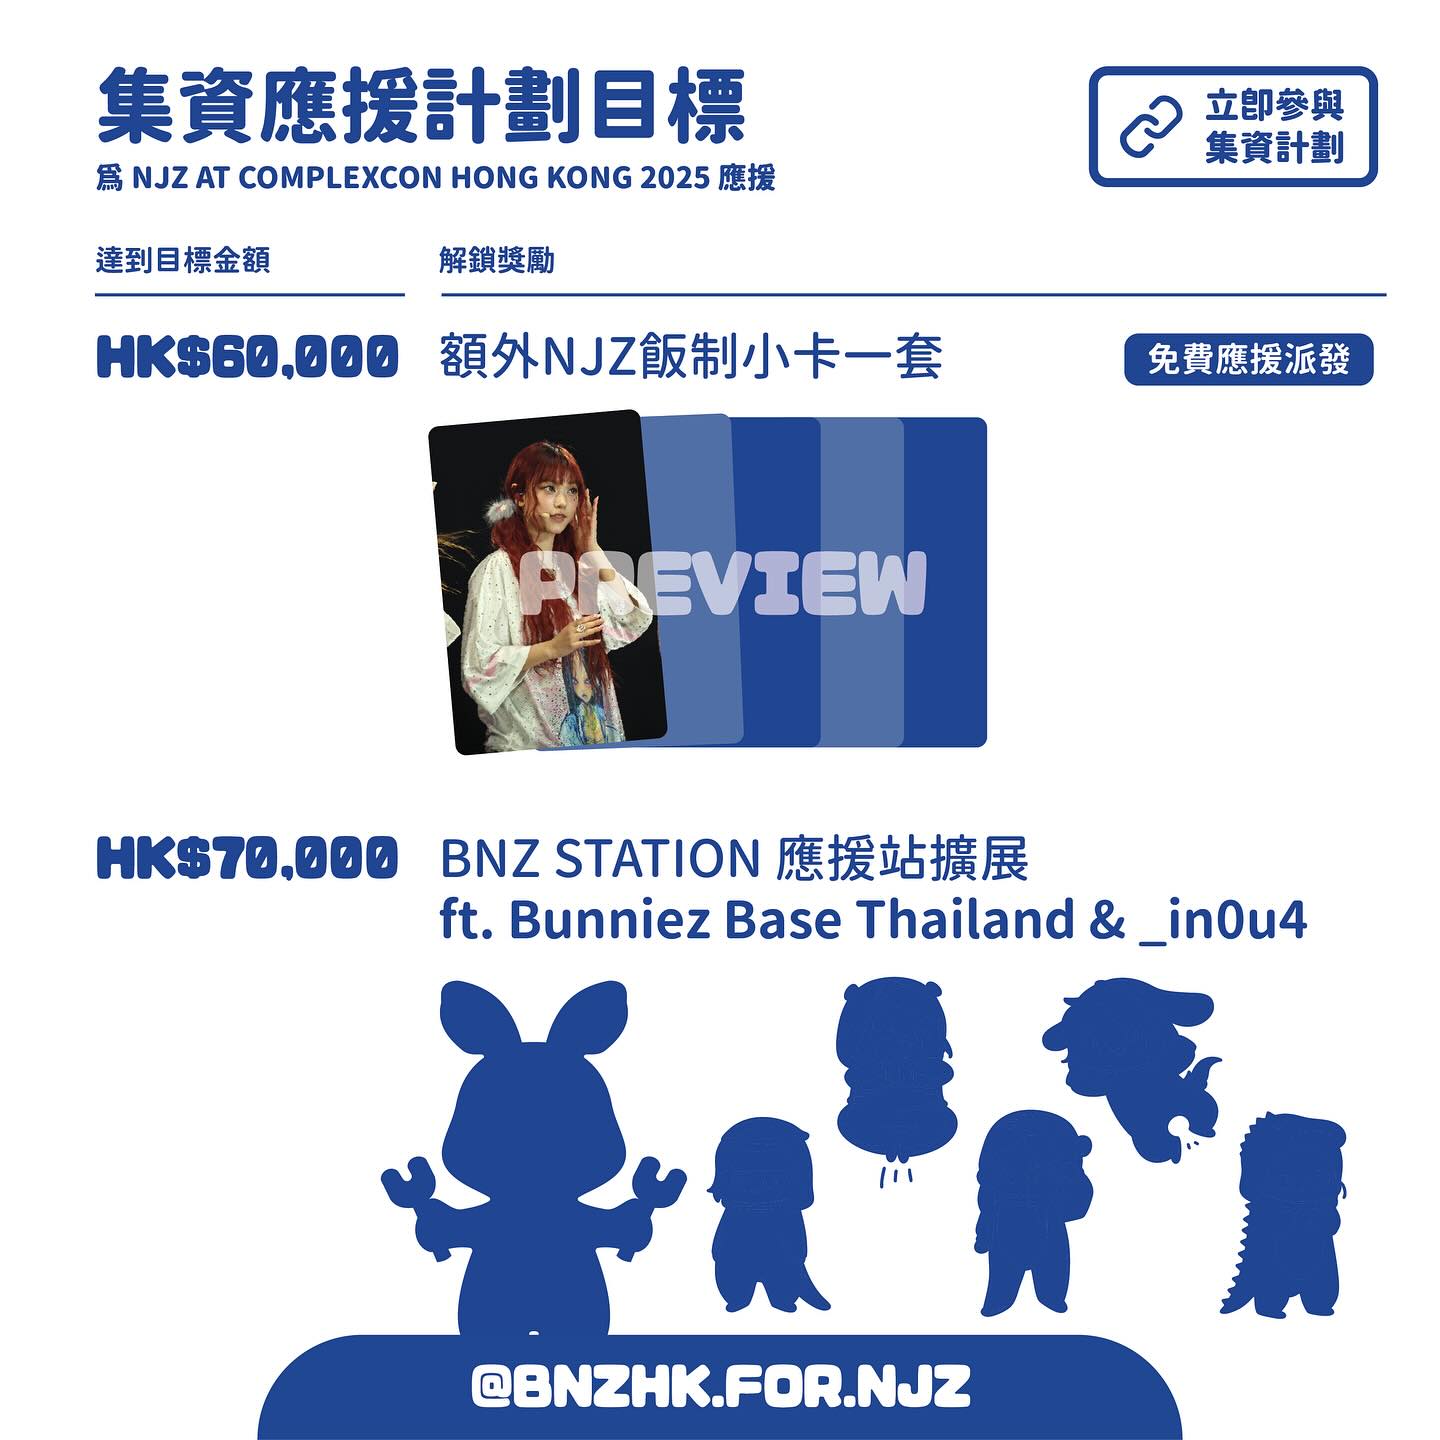 集資應援計劃目標
爲 NJZ AT COMPLEXCON HONG KONG 2025 應援
立即參與
集資計劃
達到目標金額
解鎖獎勵
HK$60,000
額外NJZ飯制小卡一套
免費應援派發
PREVIEW
HK$70,000
BNZ STATION 應援站擴展
ft. Bunniez Base Thailand & _in0u4
@BNZHK.FOR.NJZ